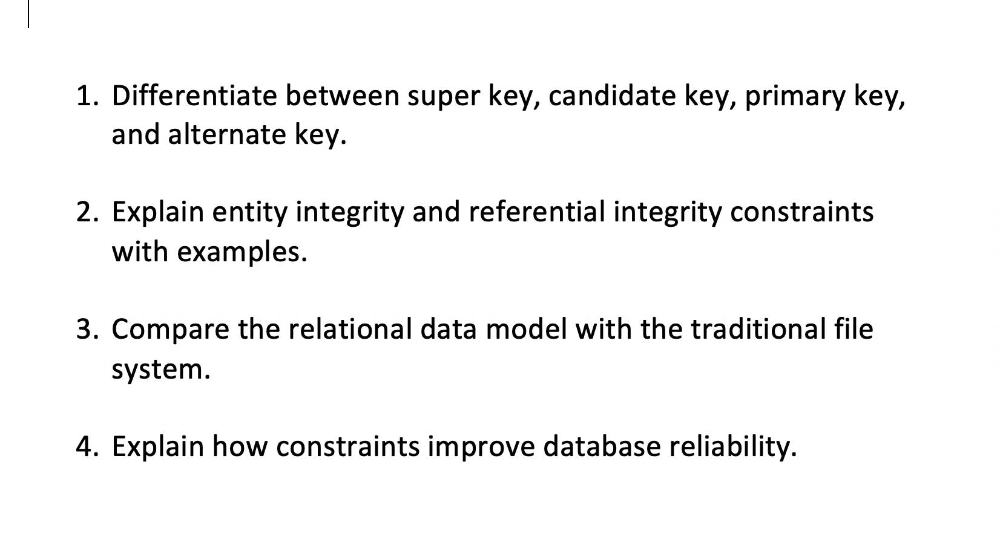 1. Differentiate between super key, candidate key, primary key,
and alternate key.
2. Explain entity integrity and referential integrity constraints
with examples.
3. Compare the relational data model with the traditional file
system.
4. Explain how constraints improve database reliability.